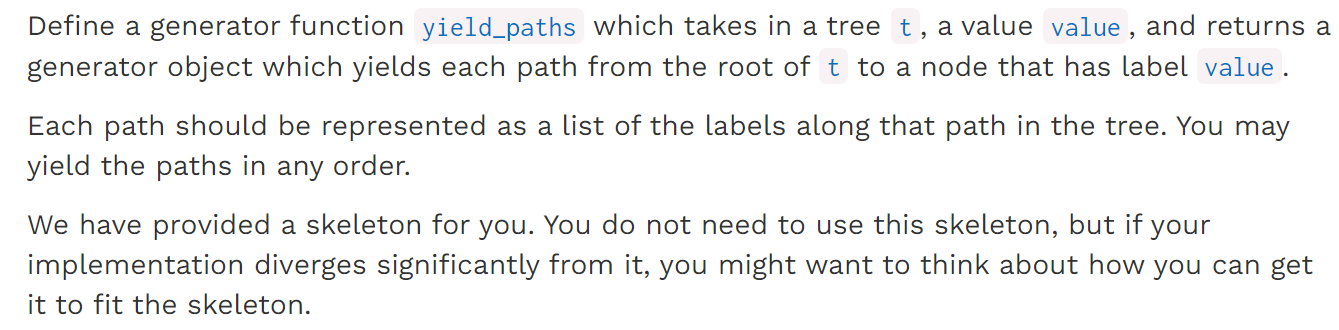 Define a generator function yield_paths which takes in a tree t, a value value, and returns a
generator object which yields each path from the root of t to a node that has label value.
Each path should be represented as a list of the labels along that path in the tree. You may
yield the paths in any order.
We have provided a skeleton for you. You do not need to use this skeleton, but if your
implementation diverges significantly from it, you might want to think about how you can get
it to fit the skeleton.